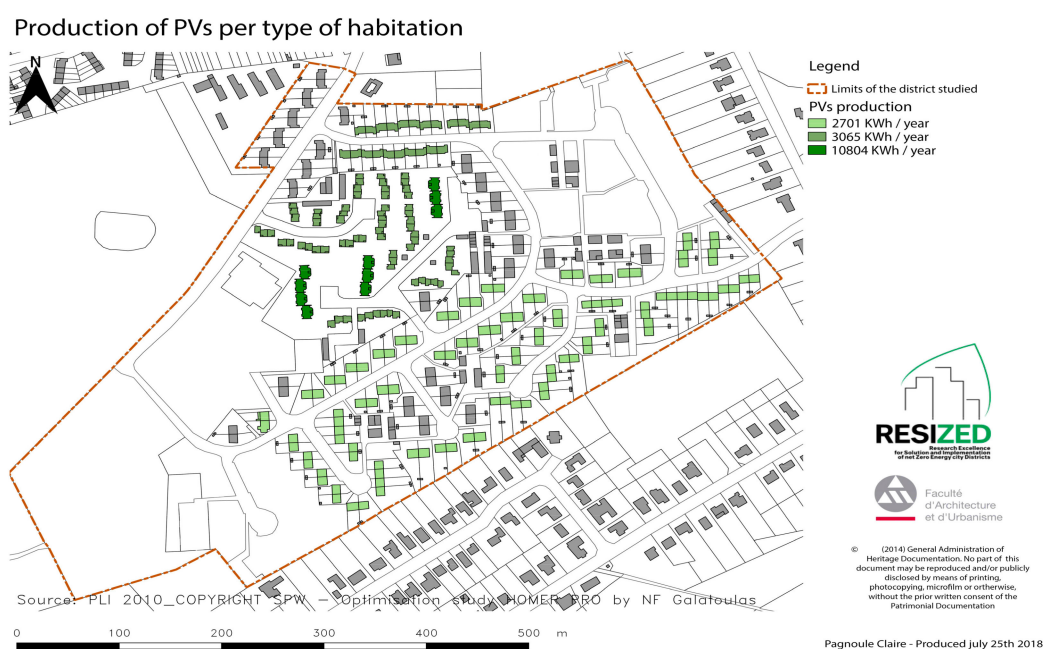 Production of PVs per type of habitation
N
Legend
Limits of the district studied
PVs production
2701 KWh / year
3065 KWh / year
10804 KWh / year
RESIZED
Research Excellence
for Solution and Implementation
of net Zero Energy city Districts
Faculté
d'Architecture
et d'Urbanisme
© (2014) General Administration of
Heritage Documentation. No part of this
document may be reproduced and/or publicly
disclosed by means of printing,
photocopying, microfilm or ortherwise,
without the prior written consent of the
Patrimonial Documentation
Source: PLI 2010_COPYRIGHT SPW – Optimisation study HOMER PRO by NF Galatoulas
0 100 200 300 400 500 m
Pagnoule Claire - Produced july 25th 2018